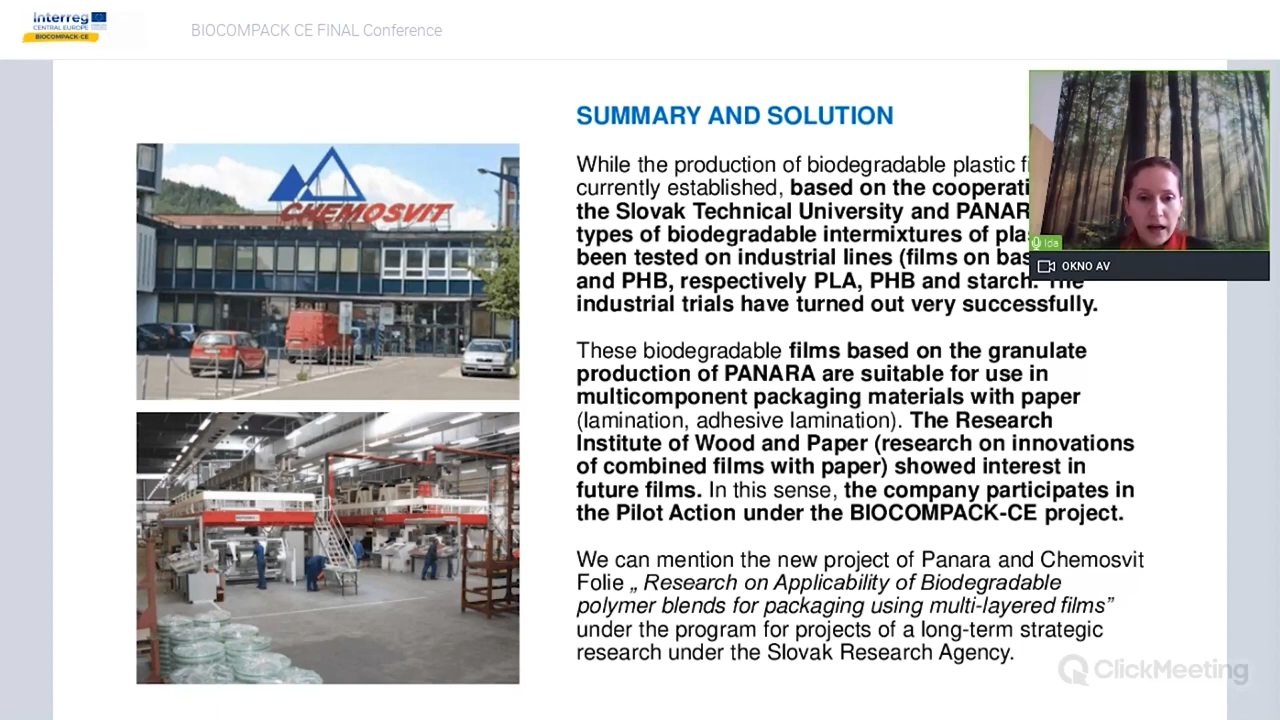 Interreg
CENTRAL EUROPE
BIOCOMPACK-CE
BIOCOMPACK CE FINAL Conference
SUMMARY AND SOLUTION
While the production of biodegradable plastic
currently established, based on the
the Slovak Technical University and
types of biodegradable intermixtures of
been tested on industrial lines (films on
and PHB, respectively PLA, PHB and starch. The
industrial trials have turned out very successfully.
These biodegradable films based on the granulate
production of PANARA are suitable for use in
multicomponent packaging materials with paper
(lamination, adhesive lamination). The Research
Institute of Wood and Paper (research on innovations
of combined films with paper) showed interest in
future films. In this sense, the company participates in
the Pilot Action under the BIOCOMPACK-CE project.
We can mention the new project of Panara and Chemosvit
Folie „ Research on Applicability of Biodegradable
polymer blends for packaging using multi-layered films”
under the program for projects of a long-term strategic
research under the Slovak Research Agency.
CHEMOSVIT
Ida
OKNO AV
ClickMeeting